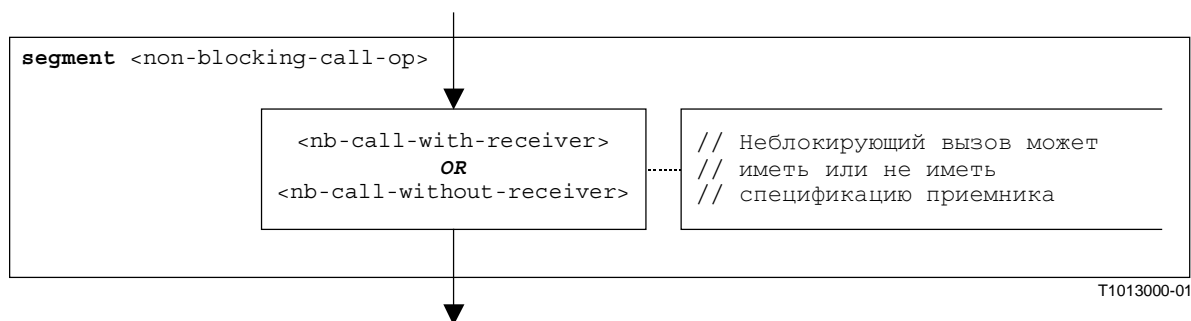 segment <non-blocking-call-op>
<nb-call-with-receiver>
OR
<nb-call-without-receiver>
// Неблокирующий вызов может
// иметь или не иметь
// спецификацию приемника
T1013000-01